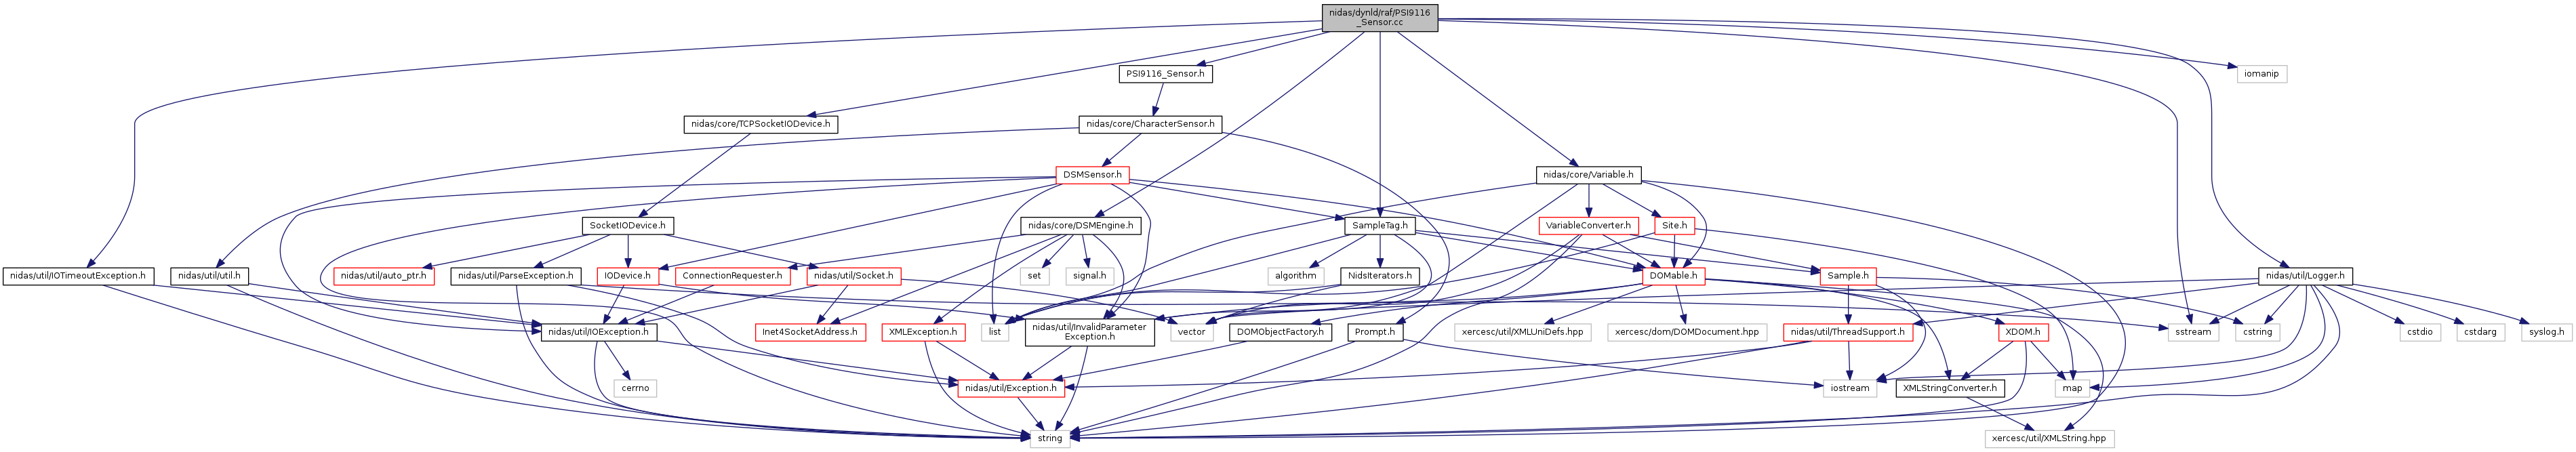 nidas/dynld/raf/PSI9116
_Sensor.cc
PSI9116_Sensor.h
iomanip
nidas/core/TCPSocketIODevice.h
nidas/core/CharacterSensor.h
DSMSensor.h
nidas/core/Variable.h
SocketIODevice.h
nidas/core/DSMEngine.h
SampleTag.h
VariableConverter.h
Site.h
nidas/util/IOTimeoutException.h
nidas/util/util.h
nidas/util/auto_ptr.h
nidas/util/ParseException.h
IODevice.h
ConnectionRequester.h
nidas/util/Socket.h
set
signal.h
algorithm
NidsIterators.h
DOMable.h
Sample.h
nidas/util/Logger.h
nidas/util/IOException.h
Inet4SocketAddress.h
XMLException.h
list
nidas/util/InvalidParameter
Exception.h
vector
DOMObjectFactory.h
Prompt.h
xercesc/util/XMLUniDefs.hpp
xercesc/dom/DOMDocument.hpp
nidas/util/ThreadSupport.h
XDOM.h
sstream
cstring
cstdio
cstdarg
syslog.h
cerrno
nidas/util/Exception.h
iostream
XMLStringConverter.h
map
string
xercesc/util/XMLString.hpp